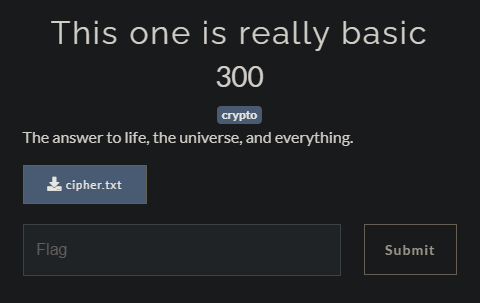 This one is really basic
300
crypto
The answer to life, the universe, and everything.
cipher.txt
Flag
Submit